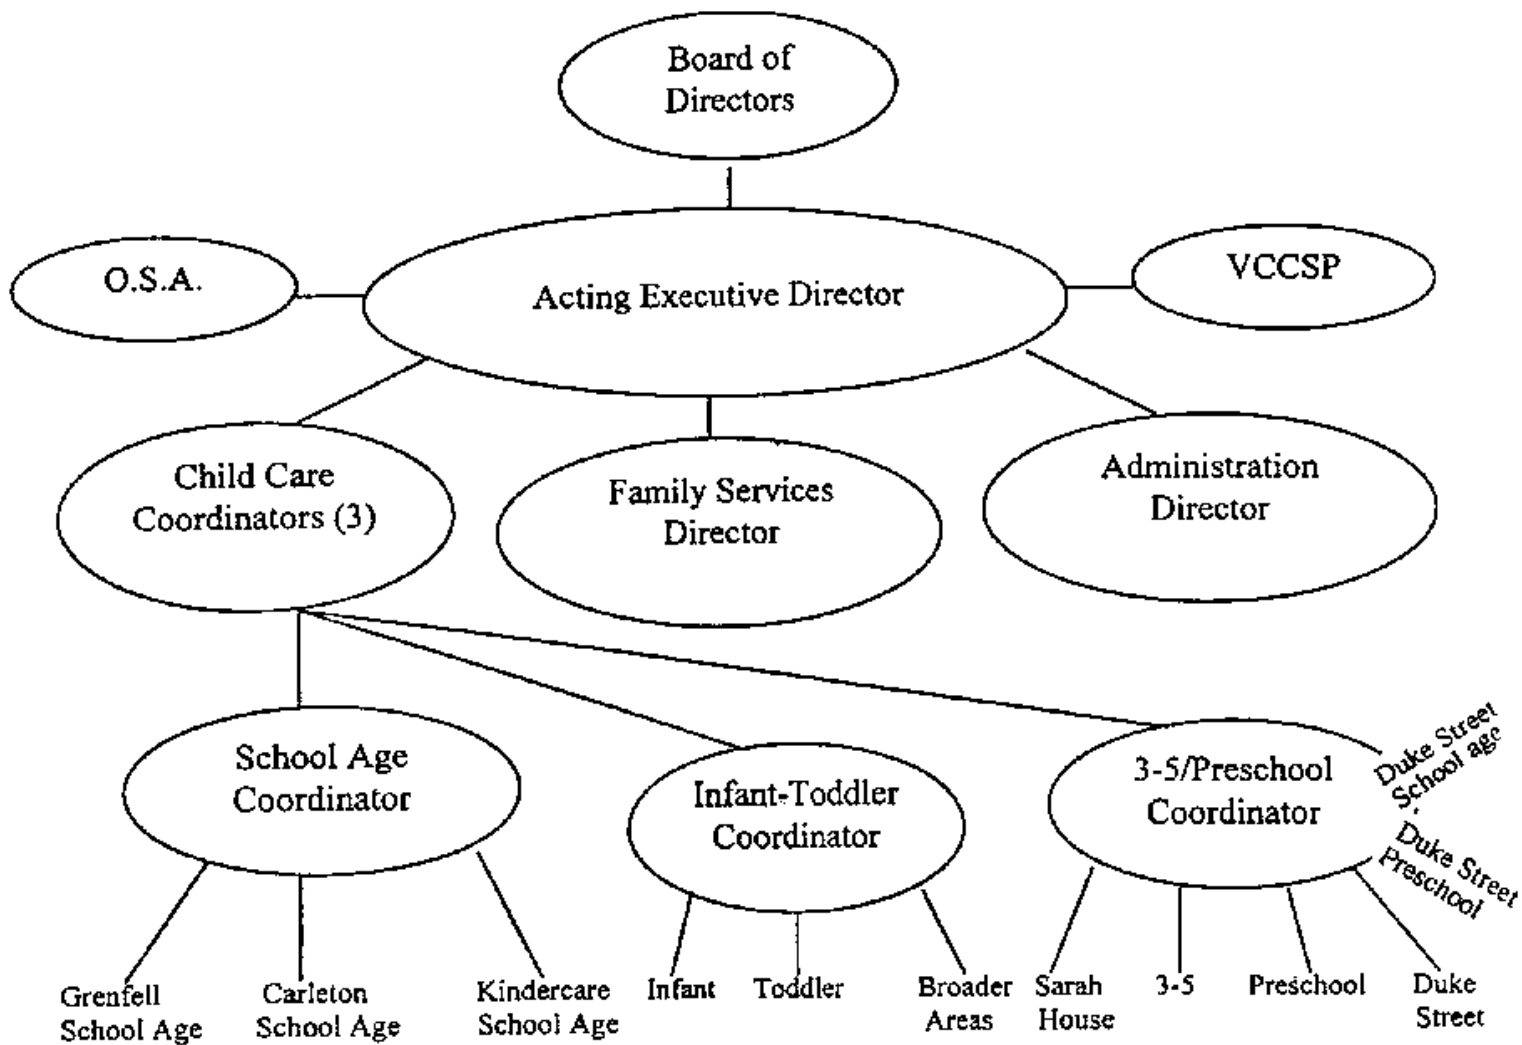 Board of
Directors
O.S.A.
Acting Executive Director
VCCSP
Child Care
Coordinators (3)
Family Services
Director
Administration
Director
School Age
Coordinator
Infant-Toddler
Coordinator
3-5/Preschool
Coordinator
Duke Street
School age
Duke Street
Preschool
Grenfell
School Age
Carleton
School Age
Kindercare
School Age
Infant
Toddler
Broader
Areas
Sarah
House
3-5
Preschool
Duke
Street